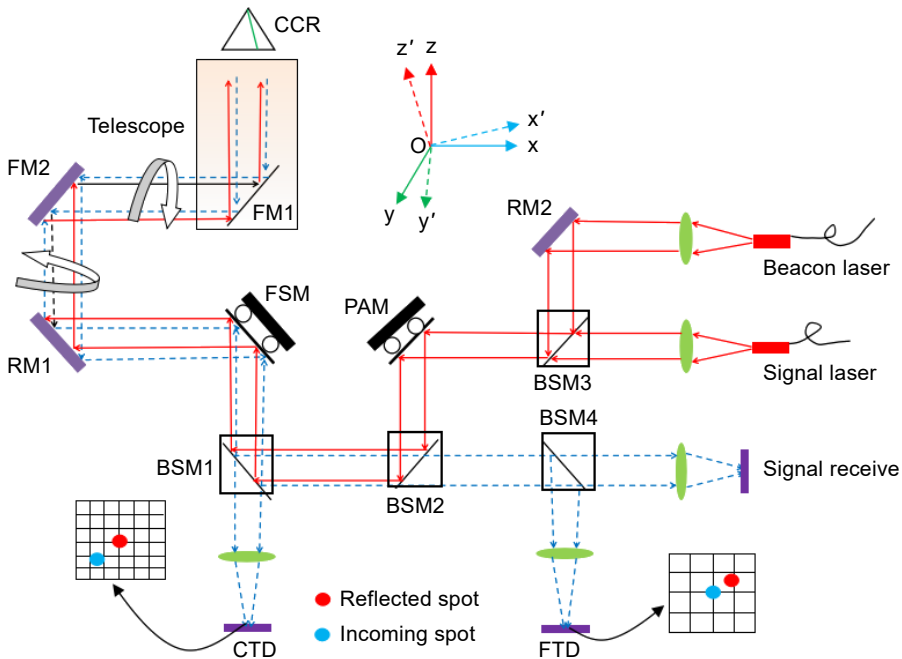 CCR
z′
z
Telescope
x′
O
x
FM2
FM1
y
y′
RM2
Beacon laser
FSM
PAM
RM1
BSM3
Signal laser
BSM4
BSM1
Signal receive
BSM2
Reflected spot
Incoming spot
CTD
FTD